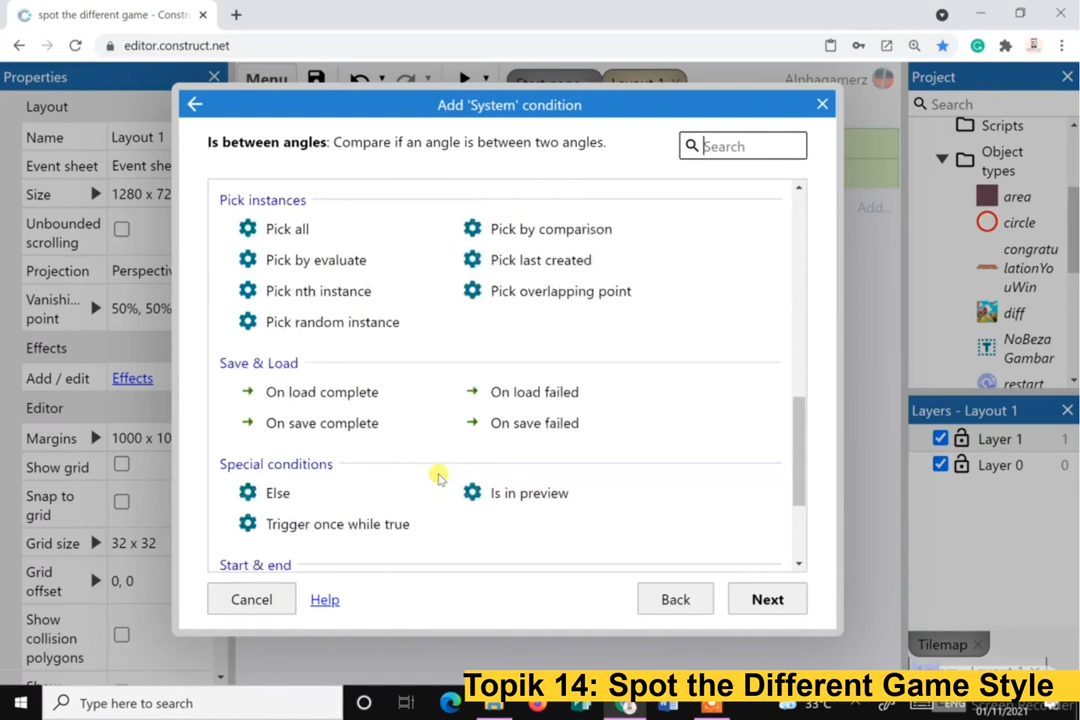 spot the different game - Constr
editor.construct.net
Properties
Menu
Alphagamerz
Project
Layout
Name Layout 1
Event sheet Event she
Size 1280 x 72
Unbounded scrolling
Projection Perspecti
Vanishi... point 50%, 50%
Effects
Add / edit Effects
Editor
Margins 1000 x 10
Show grid
Snap to grid
Grid size 32 x 32
Grid offset 0, 0
Show collision polygons
Add 'System' condition
Is between angles: Compare if an angle is between two angles.
Search
Pick instances
Pick all Pick by comparison
Pick by evaluate Pick last created
Pick nth instance Pick overlapping point
Pick random instance
Save & Load
On load complete On load failed
On save complete On save failed
Special conditions
Else Is in preview
Trigger once while true
Start & end
Cancel Help Back Next
Add...
Search
Scripts
Object types
area
circle
congratu
lationYo
uWin
diff
NoBeza
Gambar
restart
Layers - Layout 1
Layer 1 1
Layer 0 0
Tilemap
Type here to search
Topik 14: Spot the Different Game Style
33°C
ENG
01/11/2021